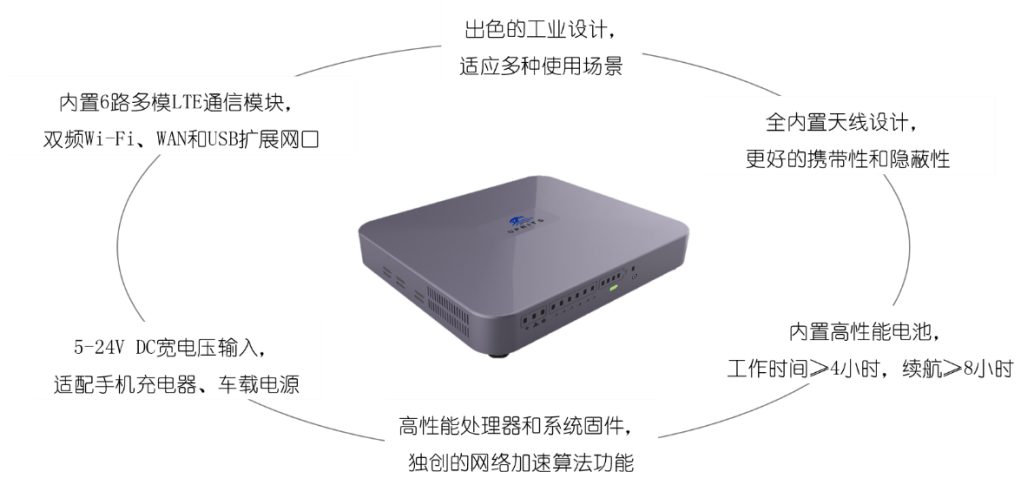 出色的工业设计，
适应多种使用场景
内置6路多模LTE通信模块，
双频Wi-Fi、WAN和USB扩展网口
全内置天线设计，
更好的携带性和隐蔽性
UPBITS
5-24V DC宽电压输入，
适配手机充电器、车载电源
内置高性能电池，
工作时间≥4小时，续航≥8小时
高性能处理器和系统固件，
独创的网络加速算法功能